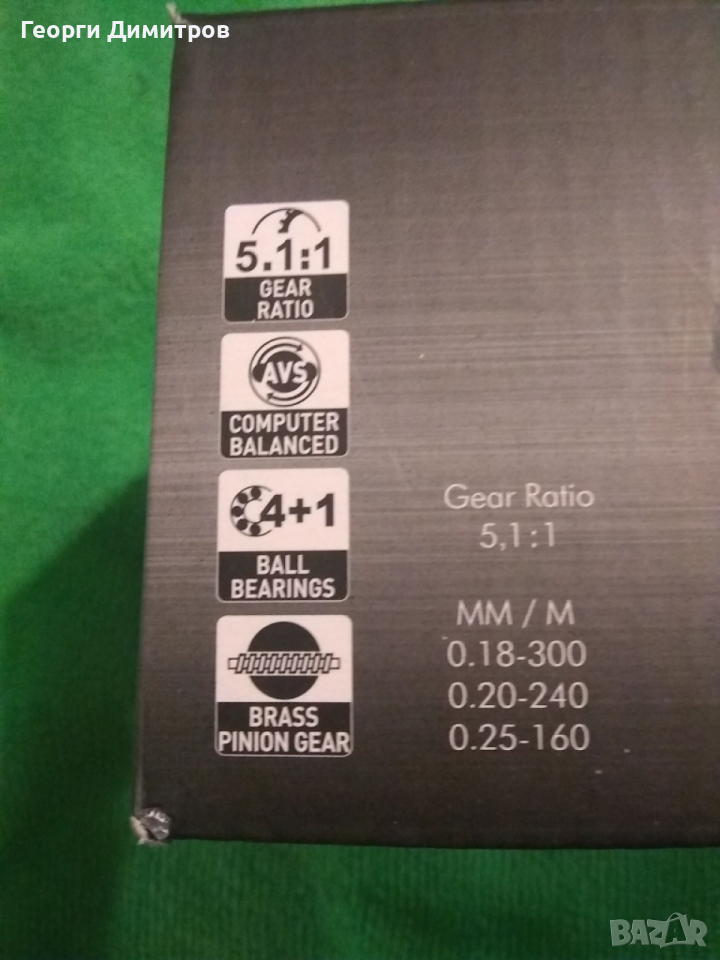 Георги Димитров
5.1:1
GEAR
RATIO
AVS
COMPUTER
BALANCED
4+1
BALL
BEARINGS
BRASS
PINION GEAR
Gear Ratio
5,1:1
MM / M
0.18-300
0.20-240
0.25-160
BAZAR